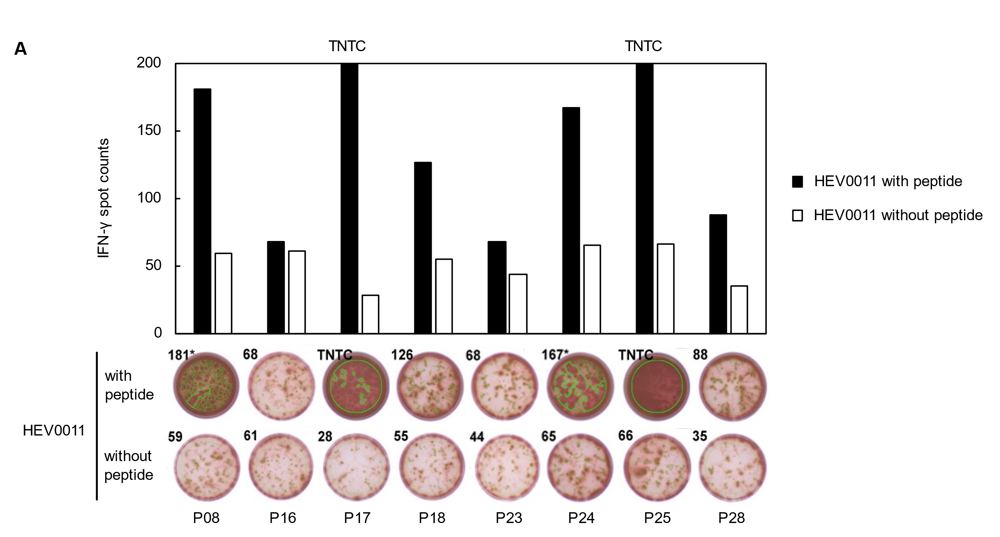 A
TNTC TNTC
200
150
100
50
0
IFN-γ spot counts
HEV0011 with peptide
HEV0011 without peptide
181* 68 TNTC 126 68 167* TNTC 88
with
peptide
HEV0011
59 61 28 55 44 65 66 35
without
peptide
P08 P16 P17 P18 P23 P24 P25 P28